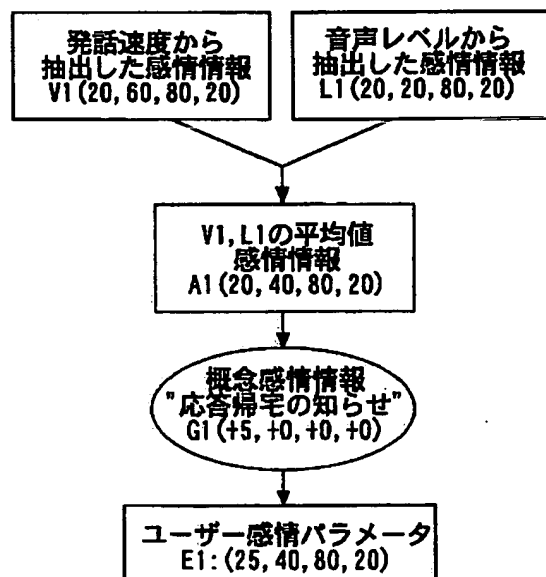 発話速度から
抽出した感情情報
V1(20,60,80,20)
音声レベルから
抽出した感情情報
L1(20,20,80,20)
V1,L1の平均値
感情情報
A1(20,40,80,20)
概念感情情報
"応答帰宅の知らせ"
G1(+5,+0,+0,+0)
ユーザー感情パラメータ
E1:(25,40,80,20)